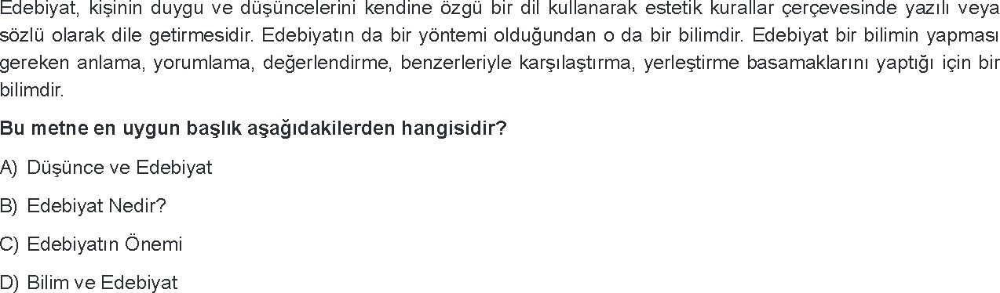 Edebiyat, kişinin duygu ve düşüncelerini kendine özgü bir dil kullanarak estetik kurallar çerçevesinde yazılı veya
sözlü olarak dile getirmesidir. Edebiyatın da bir yöntemi olduğundan o da bir bilimdir. Edebiyat bir bilimin yapması
gereken anlama, yorumlama, değerlendirme, benzerleriyle karşılaştırma, yerleştirme basamaklarını yaptığı için bir
bilimdir.
Bu metne en uygun başlık aşağıdakilerden hangisidir?
A) Düşünce ve Edebiyat
B) Edebiyat Nedir?
C) Edebiyatın Önemi
D) Bilim ve Edebiyat